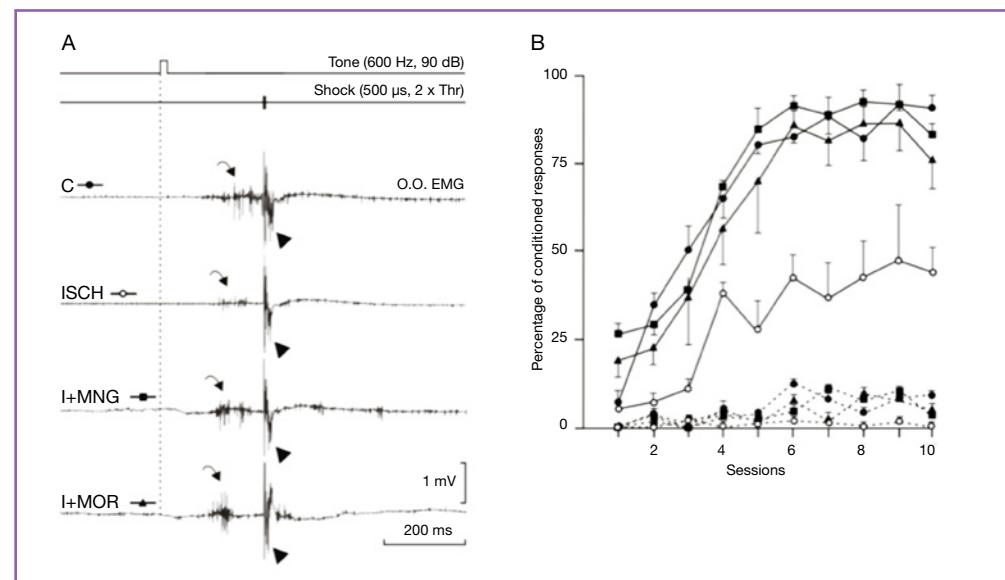 A
Tone (600 Hz, 90 dB)
Shock (500 µs, 2 x Thr)
C
O.O. EMG
ISCH
I+MNG
1 mV
I+MOR
200 ms
B
Percentage of conditioned responses
100
75
50
25
0
2 4 6 8 10
Sessions